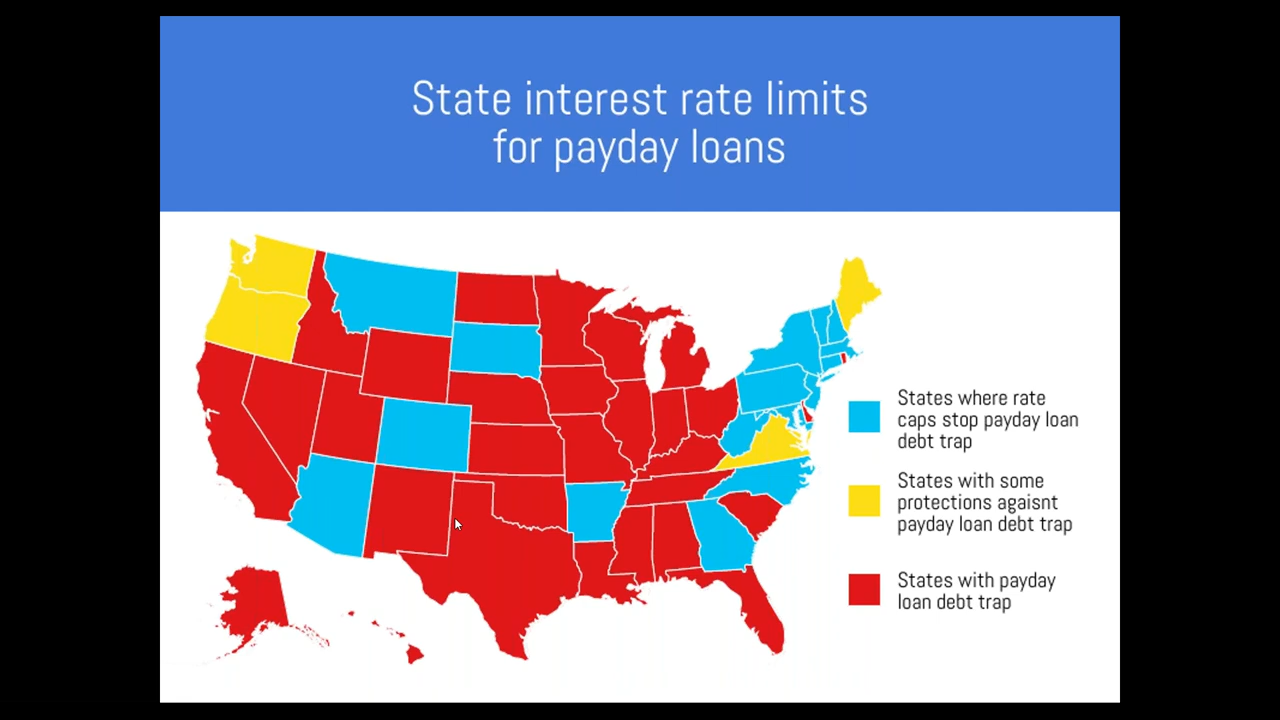 State interest rate limits
for payday loans
States where rate
caps stop payday loan
debt trap
States with some
protections agaisnt
payday loan debt trap
States with payday
loan debt trap